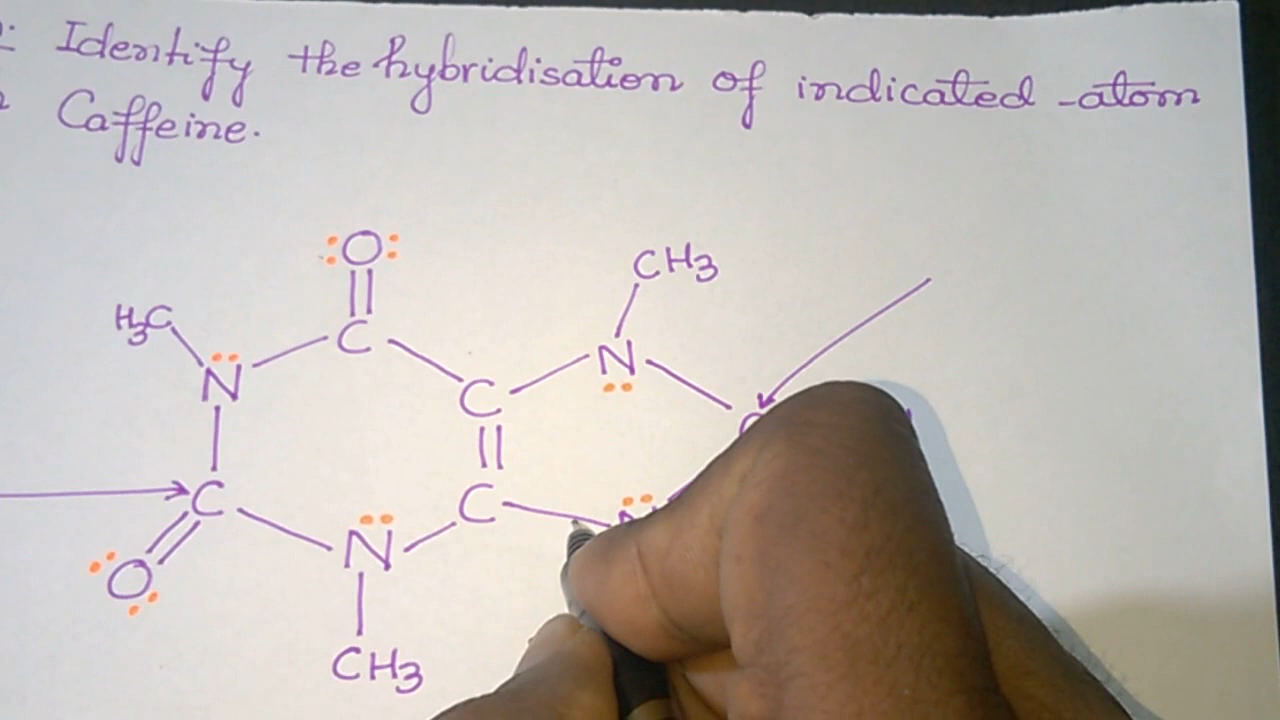 Identify the hybridisation of indicated atom
Caffeine.
O
CH3
H3C
C
N
N
C
C
C
O
N
N
CH3